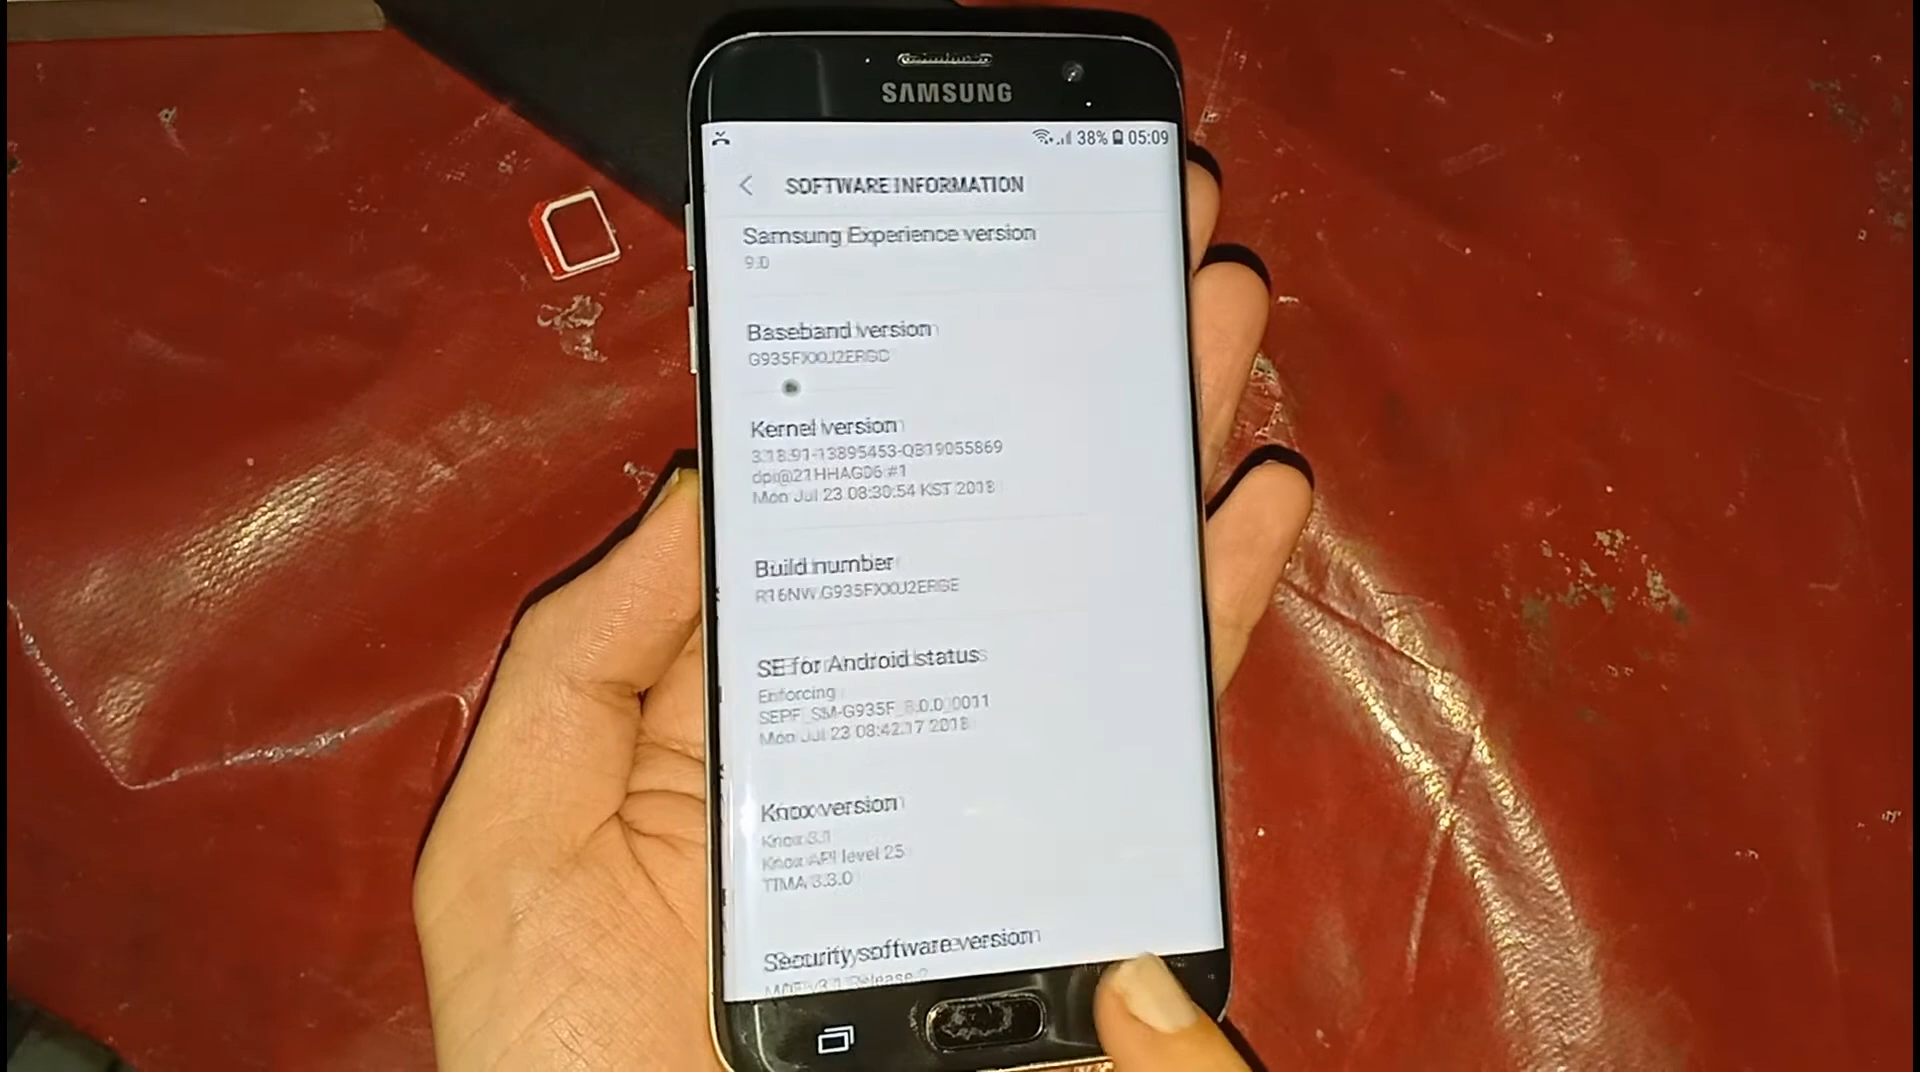 SAMSUNG
38% 05:09
SOFTWARE INFORMATION
Samsung Experience version
9.0
Baseband version
G935FXXU2ERGD
Kernel version
3.18.91-13895453-QB19055869
dpi@21HHAG06 #1
Mon Jul 23 08:30:54 KST 2018
Build number
R16NW.G935FXXU2ERGE
SE for Android status
Enforcing
SEPF_SM-G935F_8.0.0_0011
Mon Jul 23 08:42:17 2018
Knox version
Knox 3.1
Knox API level 25
TIMA 3.3.0
Security software version
Release 2